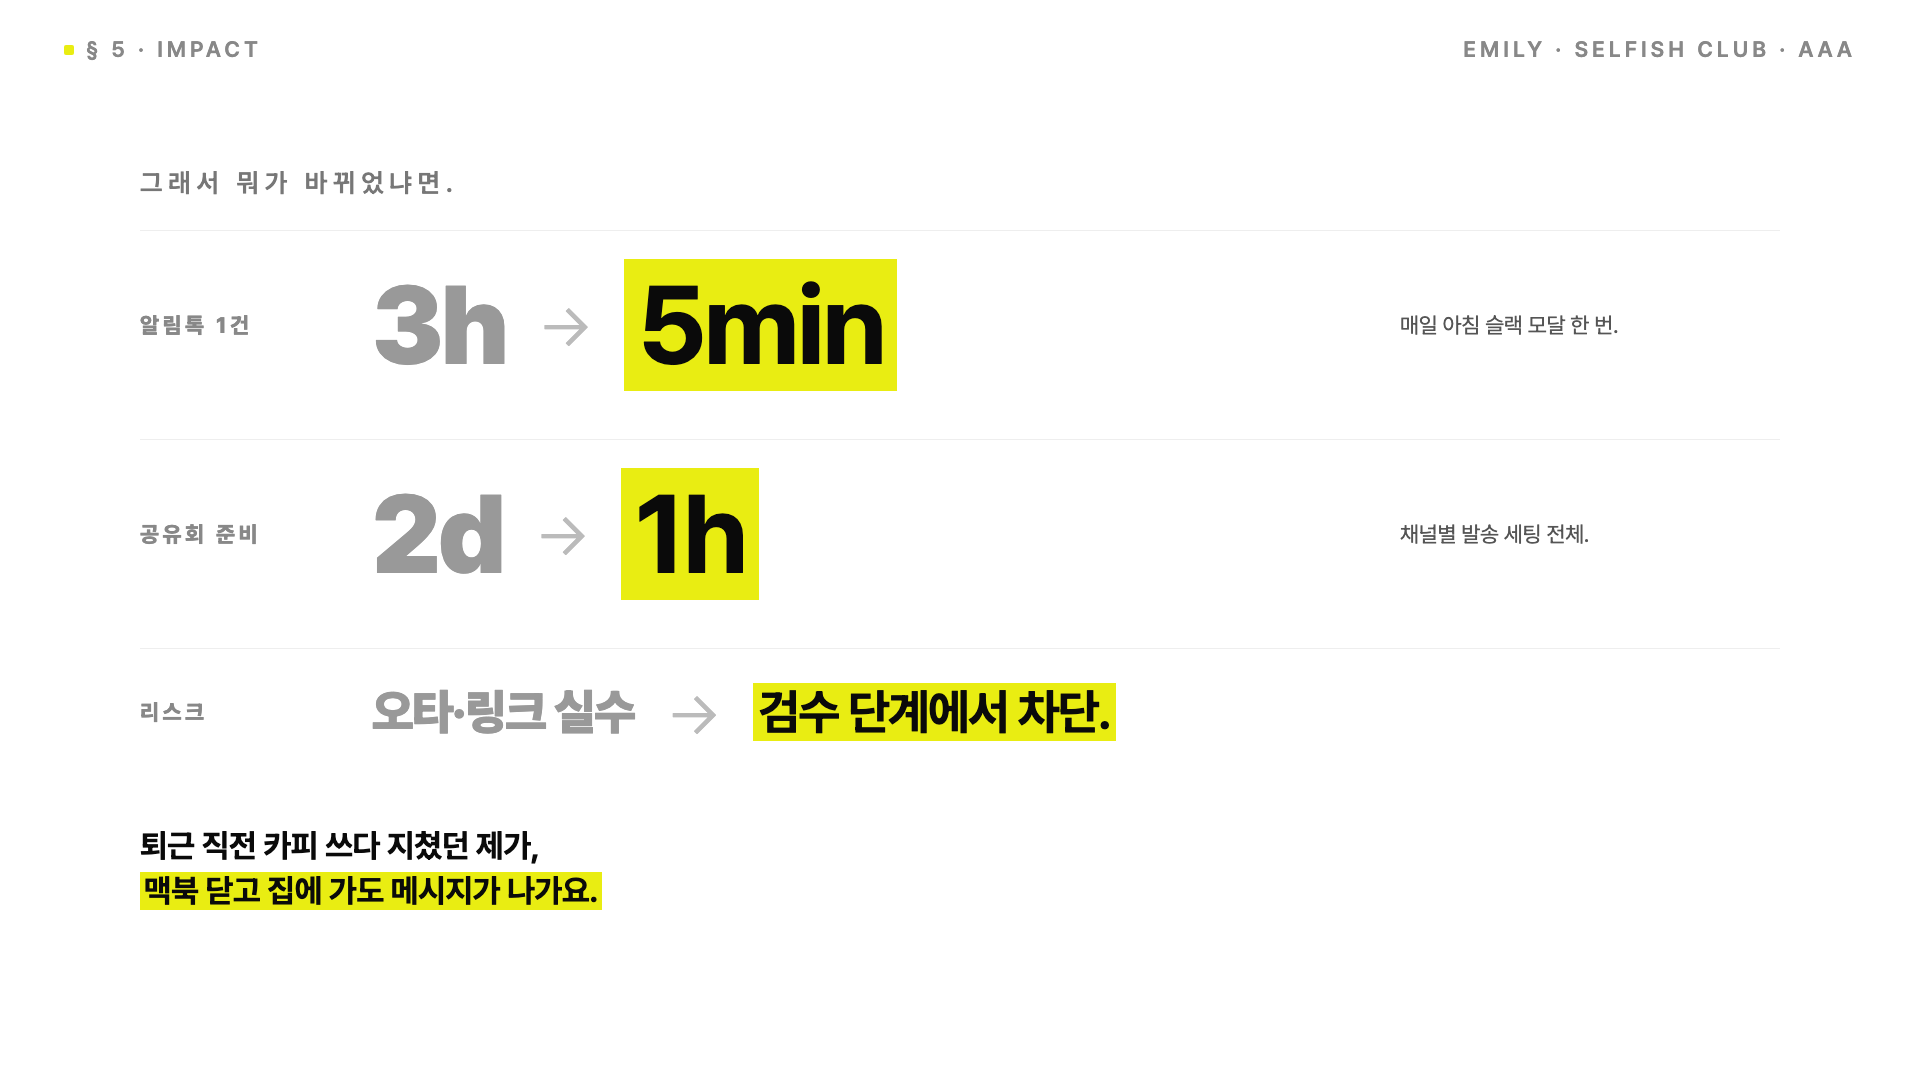 § 5 · IMPACT
EMILY · SELFISH CLUB · AAA
그래서 뭐가 바뀌었냐면.
알림톡 1건
3h → 5min
매일 아침 슬랙 모달 한 번.
공유회 준비
2d → 1h
채널별 발송 세팅 전체.
리스크
오타·링크 실수 → 검수 단계에서 차단.
퇴근 직전 카피 쓰다 지쳤던 제가,
맥북 닫고 집에 가도 메시지가 나가요.